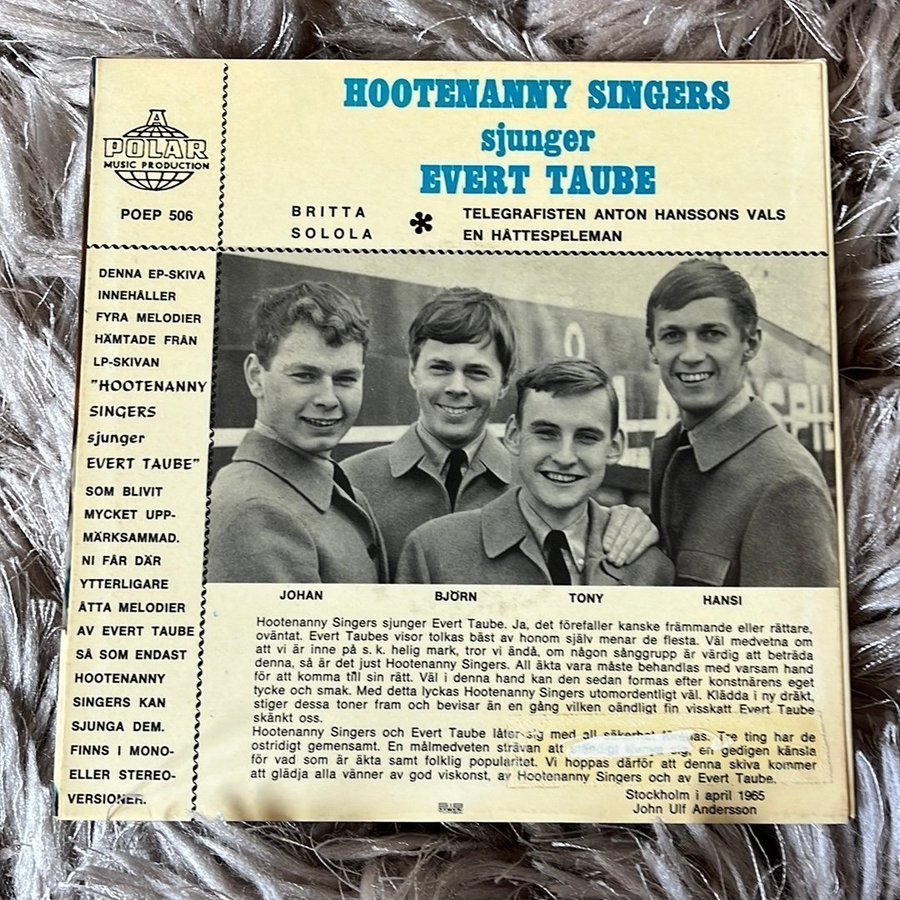 A
POLAR
MUSIC PRODUCTION
POEP 506
HOOTENANNY SINGERS
sjunger
EVERT TAUBE
BRITTA
SOLOLA
*
TELEGRAFISTEN ANTON HANSSONS VALS
EN HÅTTESPELEMAN
DENNA EP-SKIVA
INNEHÅLLER
FYRA MELODIER
HÄMTADE FRÅN
LP-SKIVAN
"HOOTENANNY
SINGERS
sjunger
EVERT TAUBE"
SOM BLIVIT
MYCKET UPP-
MÄRKSAMMAD.
NI FÅR DÄR
YTTERLIGARE
ÅTTA MELODIER
AV EVERT TAUBE
SÅ SOM ENDAST
HOOTENANNY
SINGERS KAN
SJUNGA DEM.
FINNS I MONO-
ELLER STEREO-
VERSIONER.
JOHAN BJÖRN TONY HANSI
Hootenanny Singers sjunger Evert Taube. Ja, det förefaller kanske främmande eller rättare,
oväntat. Evert Taubes visor tolkas bäst av honom själv menar de flesta. Väl medvetna om
att vi är inne på s. k. helig mark, tror vi ändå, om någon sånggrupp är värdig att beträda
denna, så är det just Hootenanny Singers. All äkta vara måste behandlas med varsam hand
för att komma till sin rätt. Väl i denna hand kan den sedan formas efter konstnärens eget
tycke och smak. Med detta lyckas Hootenanny Singers utomordentligt väl. Klädda i ny dräkt,
stiger dessa toner fram och bevisar än en gång vilken oändligt fin visskatt Evert Taube
skänkt oss.
Hootenanny Singers och Evert Taube låter sig med all säkerhet Tre ting har de
ostridigt gemensamt. En målmedveten strävan att en gedigen känsla
för vad som är äkta samt folklig popularitet. Vi hoppas därför att denna skiva kommer
att glädja alla vänner av god viskonst, av Hootenanny Singers och av Evert Taube.
Stockholm i april 1965
John Ulf Andersson